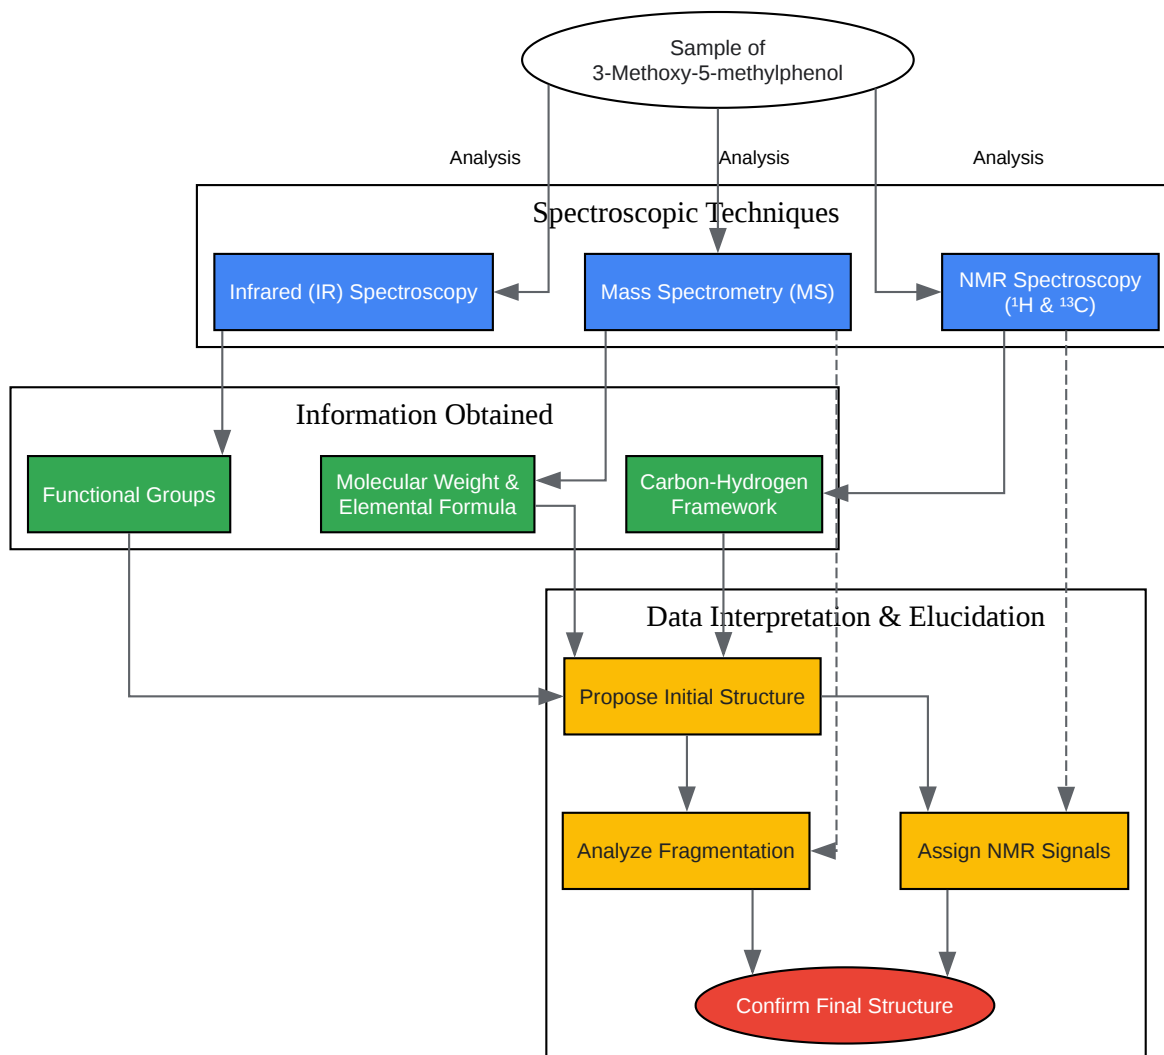 Sample of
3-Methoxy-5-methylphenol
Analysis
Analysis
Analysis
Spectroscopic Techniques
Infrared (IR) Spectroscopy
Mass Spectrometry (MS)
NMR Spectroscopy
(¹H & ¹³C)
Information Obtained
Functional Groups
Molecular Weight &
Elemental Formula
Carbon-Hydrogen
Framework
Data Interpretation & Elucidation
Propose Initial Structure
Analyze Fragmentation
Assign NMR Signals
Confirm Final Structure